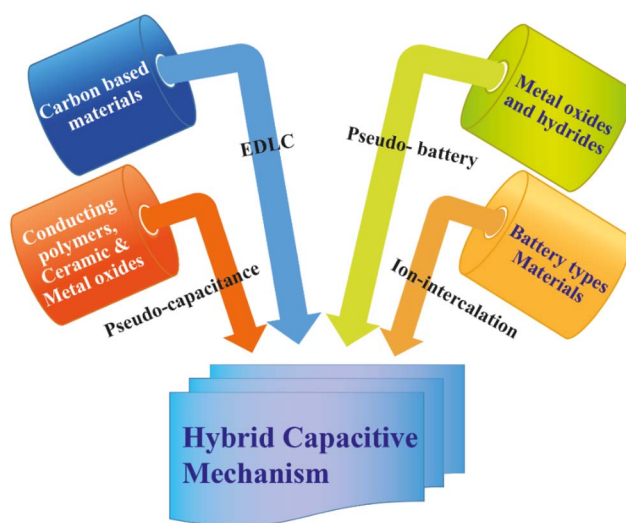 Carbon based
materials
EDLC
Pseudo- battery
Metal oxides
and hydrides
Conducting
polymers,
Ceramic &
Metal oxides
Pseudo-capacitance
Ion-intercalation
Battery types
Materials
Hybrid Capacitive
Mechanism